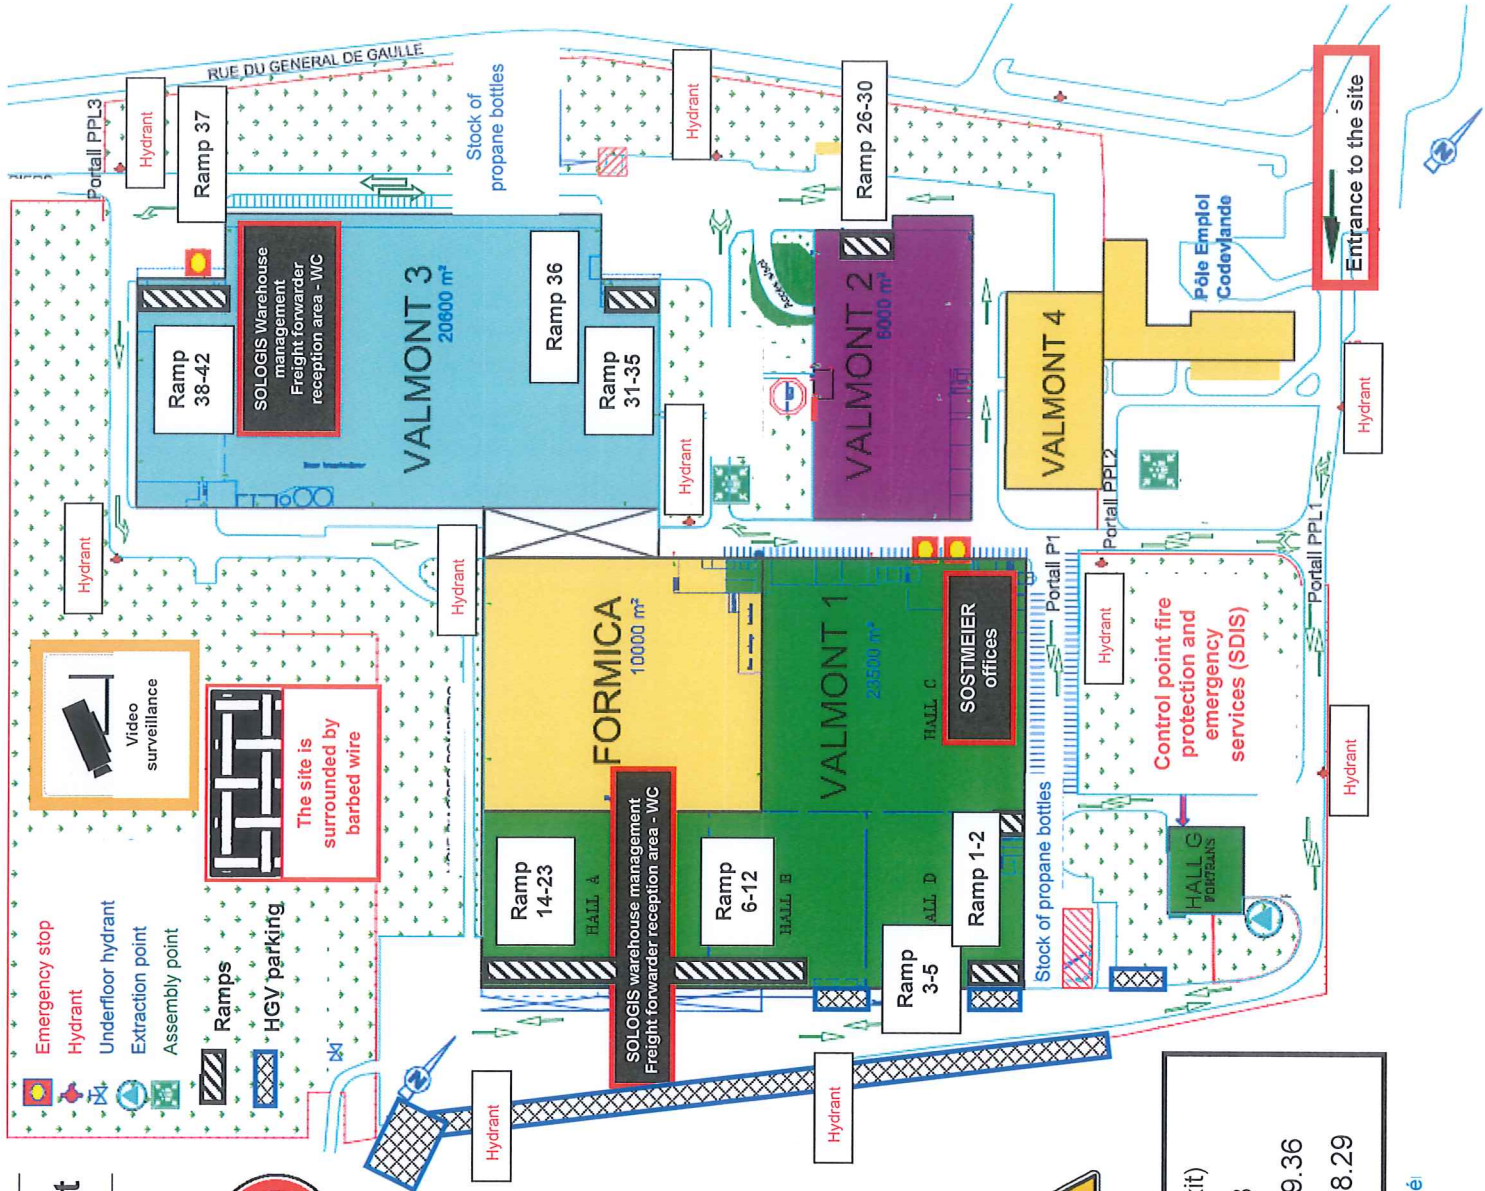 Emergency stop
Hydrant
Underfloor hydrant
Extraction point
Assembly point
Ramps
HGV parking
Video
surveillance
The site is
surrounded by
barbed wire
Hydrant
Hydrant
Portall PPL3
RUE DU GENERAL DE GAULLE
Ramp 37
Ramp
38-42
SOLOGIS Warehouse
management
Freight forwarder
reception area - WC
VALMONT 3
20600 m²
Ramp 36
Ramp
31-35
Stock of
propane bottles
Hydrant
Hydrant
Hydrant
Ramp 26-30
VALMONT 2
6000 m²
VALMONT 4
Pôle Emploi
Codevlande
Entrance to the site
N
Hydrant
Portall PPL2
Portall PPL1
Portall P1
FORMICA
10000 m²
VALMONT 1
HALL C
SOSTMEIER
offices
Ramp
14-23
HALL A
SOLOGIS warehouse management
Freight forwarder reception area - WC
Ramp
6-12
HALL B
ALL D
Ramp
3-5
Ramp 1-2
Stock of propane bottles
Hydrant
Control point fire
protection and
emergency
services (SDIS)
HALL G
FORTRANS
Hydrant
Hydrant
Hydrant
N
9.36
8.29